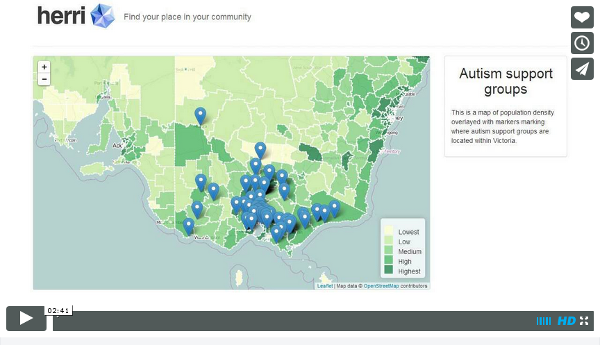 herri
Find your place in your community
+
−
Autism support
groups
This is a map of population density
overlayed with markers marking
where autism support groups are
located within Victoria.
Lowest
Low
Medium
High
Highest
Leaflet | Map data © OpenStreetMap contributors
02:41
HD